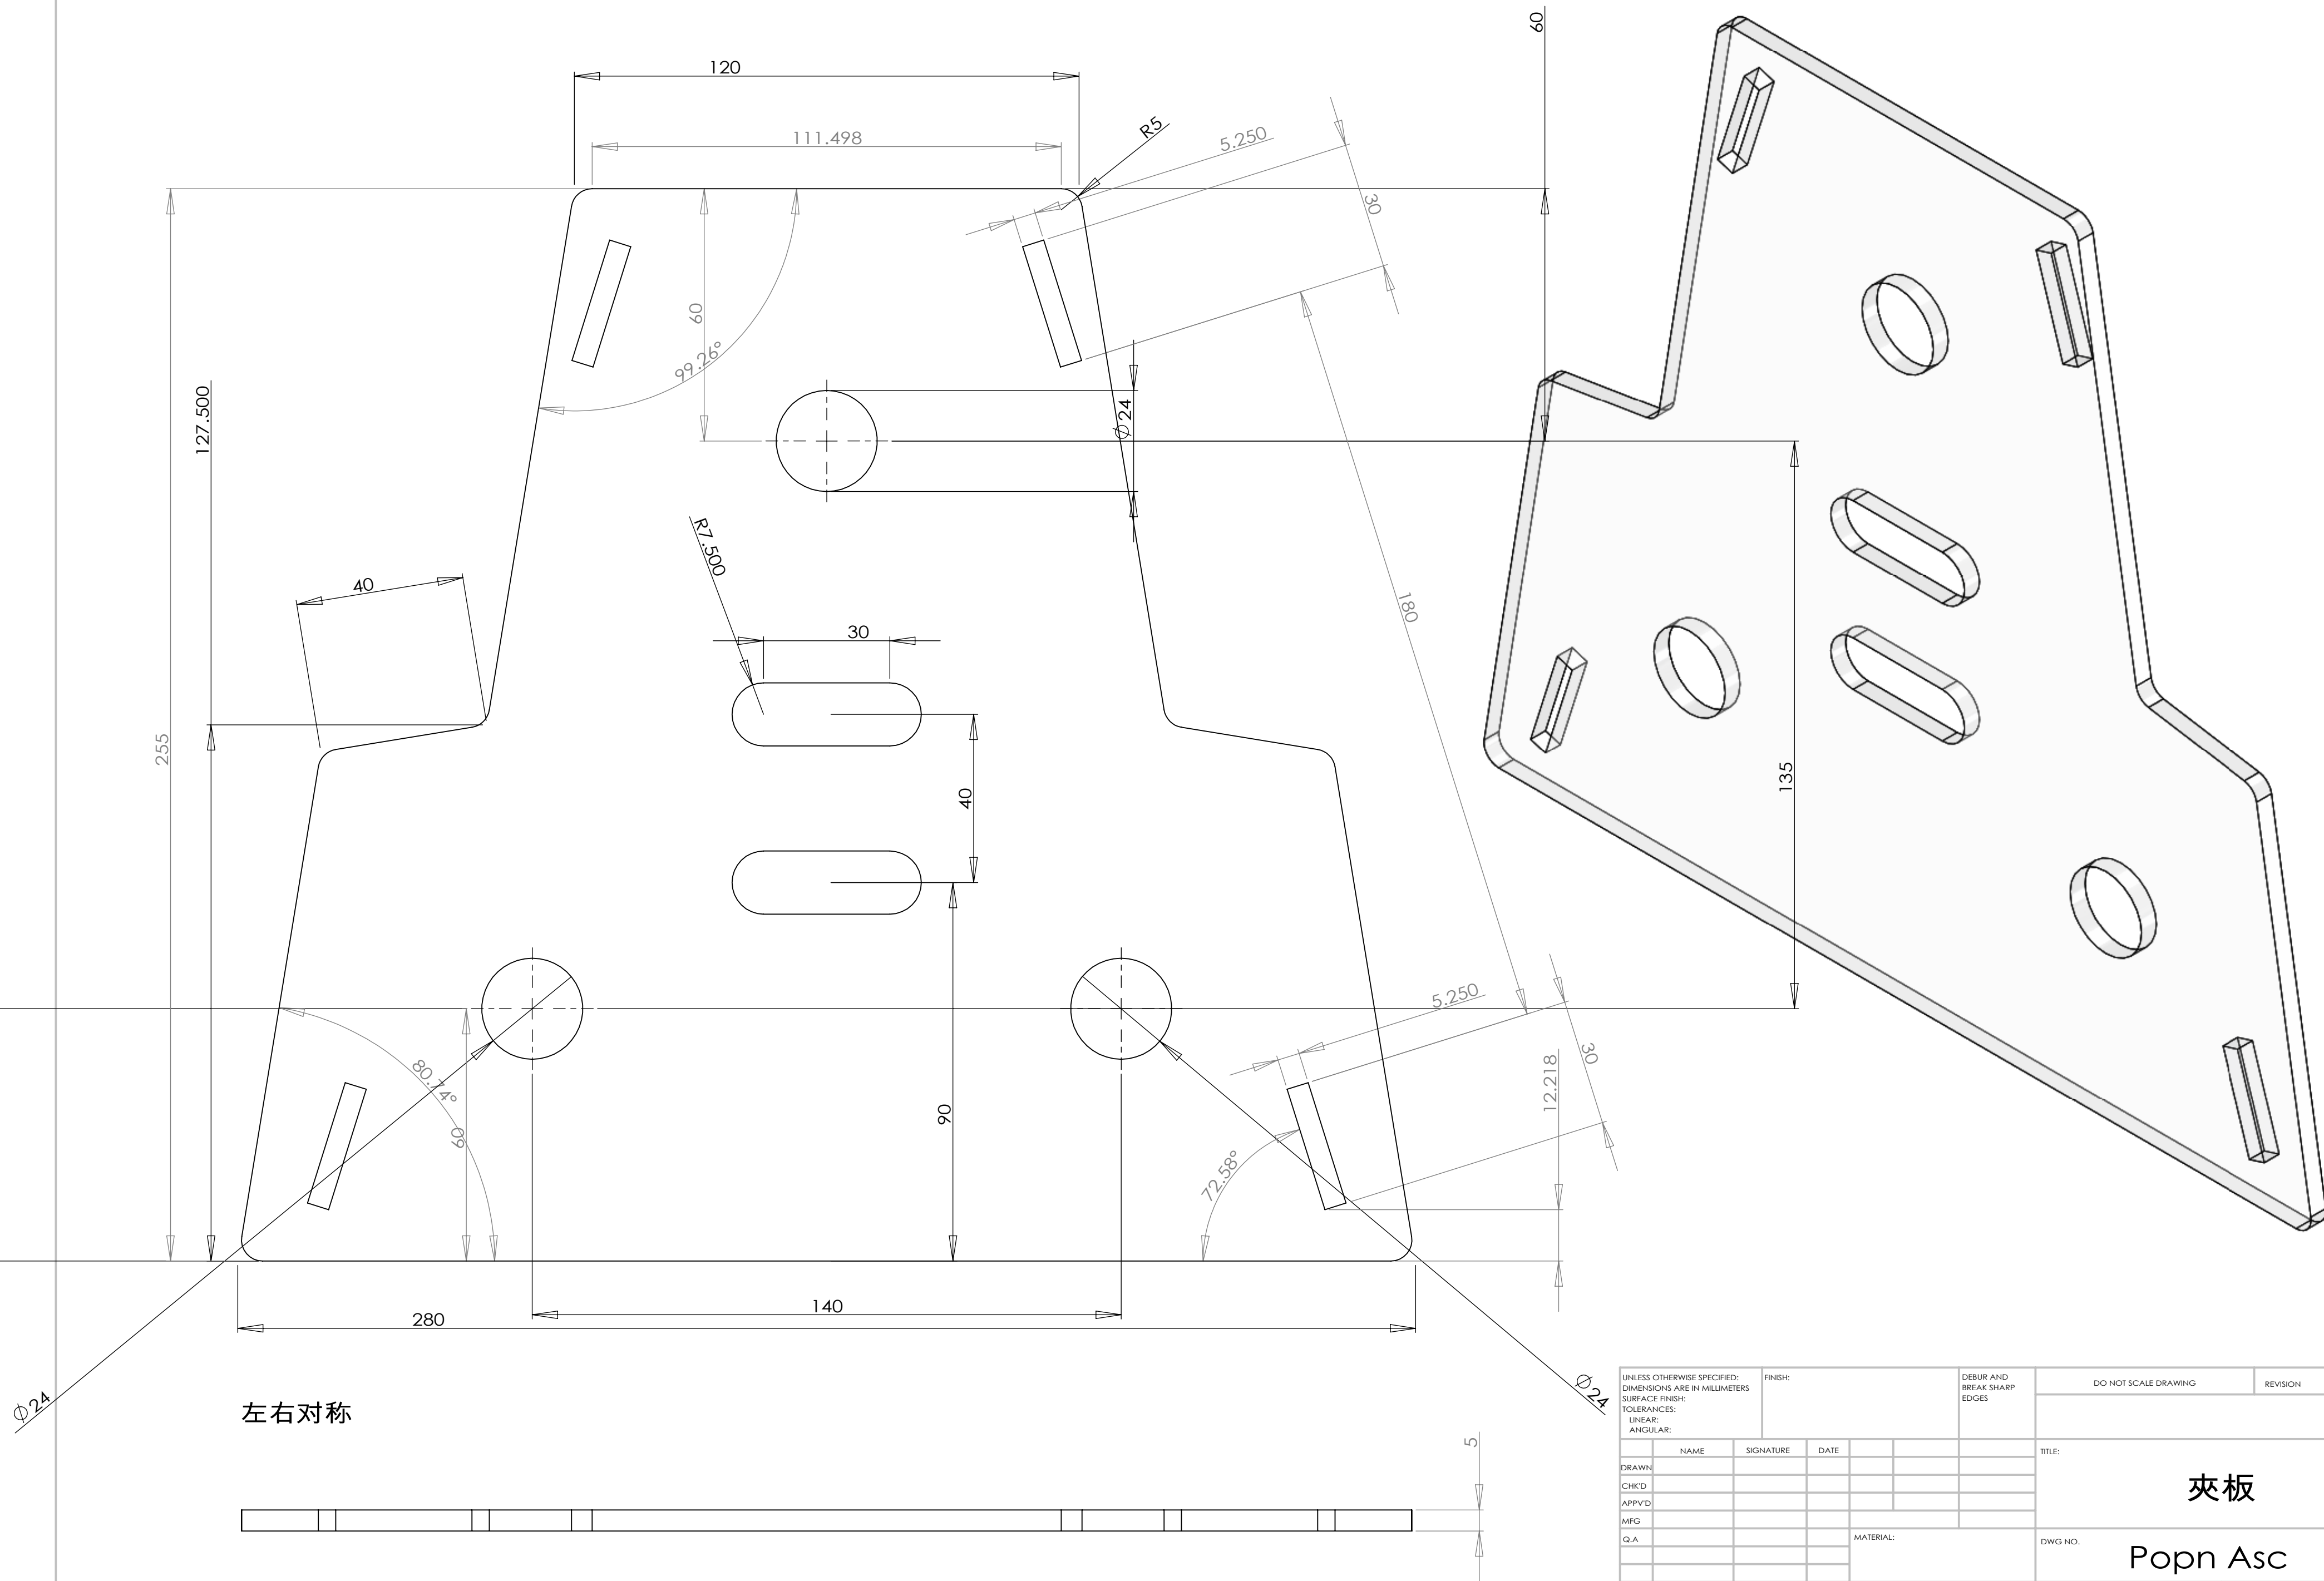 60
120
111.498
R5
5.250
30
60
99.26°
Ø24
127.500
R7.500
40
30
180
255
40
135
5.250
30
12.218
80.74°
60
90
72.58°
140
280
Ø24
Ø24
左右对称
5
UNLESS OTHERWISE SPECIFIED:
DIMENSIONS ARE IN MILLIMETERS
SURFACE FINISH:
TOLERANCES:
LINEAR:
ANGULAR:
FINISH:
DEBUR AND
BREAK SHARP
EDGES
DO NOT SCALE DRAWING
REVISION
NAME
SIGNATURE
DATE
TITLE:
DRAWN
CHK'D
APPV'D
MFG
Q.A
夾板
MATERIAL:
DWG NO.
Popn Asc